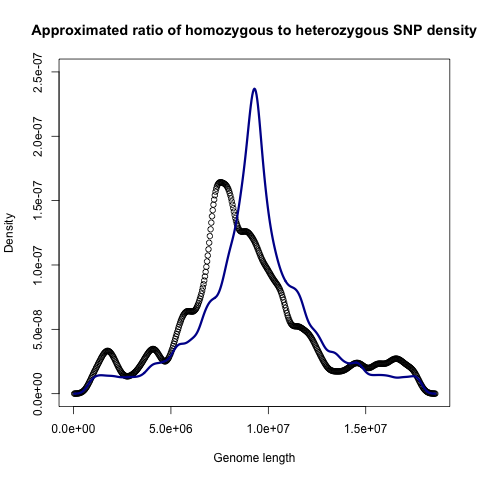 Approximated ratio of homozygous to heterozygous SNP density
2.5e-07
2.0e-07
1.5e-07
1.0e-07
5.0e-08
0.0e+00
Density
0.0e+00 5.0e+06 1.0e+07 1.5e+07
Genome length